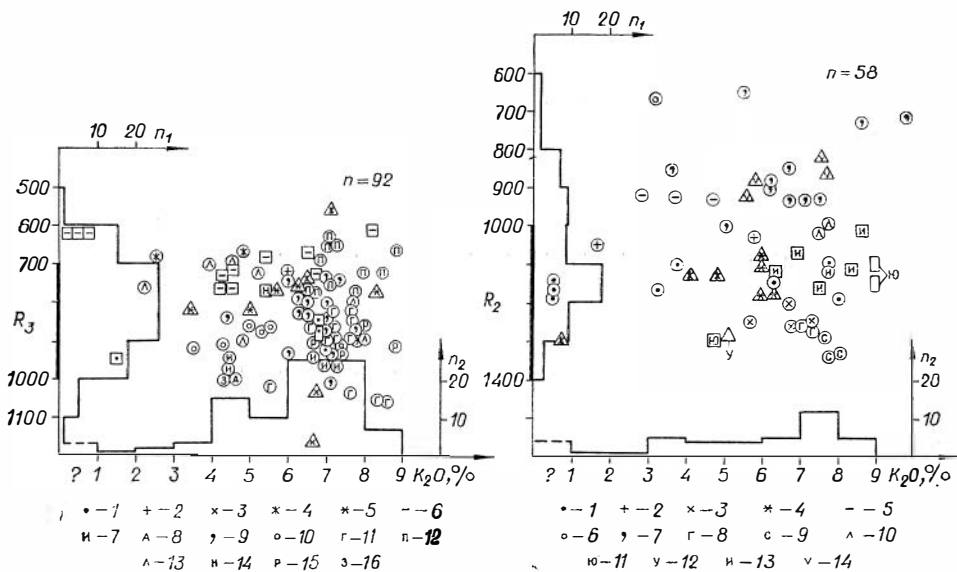 10 20 n₁
n=92
500
600
700
R₃
1000
1100
n₂
20
10
? 1 2 3 4 5 6 7 8 9 K₂O,%
• – 1 + – 2 × – 3 ж – 4 ж – 5 – – 6
И – 7 А – 8 , – 9 о – 10 Г – 11 П – 12
Л – 13 И – 14 Р – 15 З – 16
10 20 n₁
n=58
600
700
800
900
1000
R₂
1400
Ю
У
n₂
20
10
? 1 2 3 4 5 6 7 8 9 K₂O,%
• – 1 + – 2 × – 3 ж – 4 – – 5
о – 6 , – 7 Г – 8 С – 9 Л – 10
Ю – 11 У – 12 И – 13 V – 14